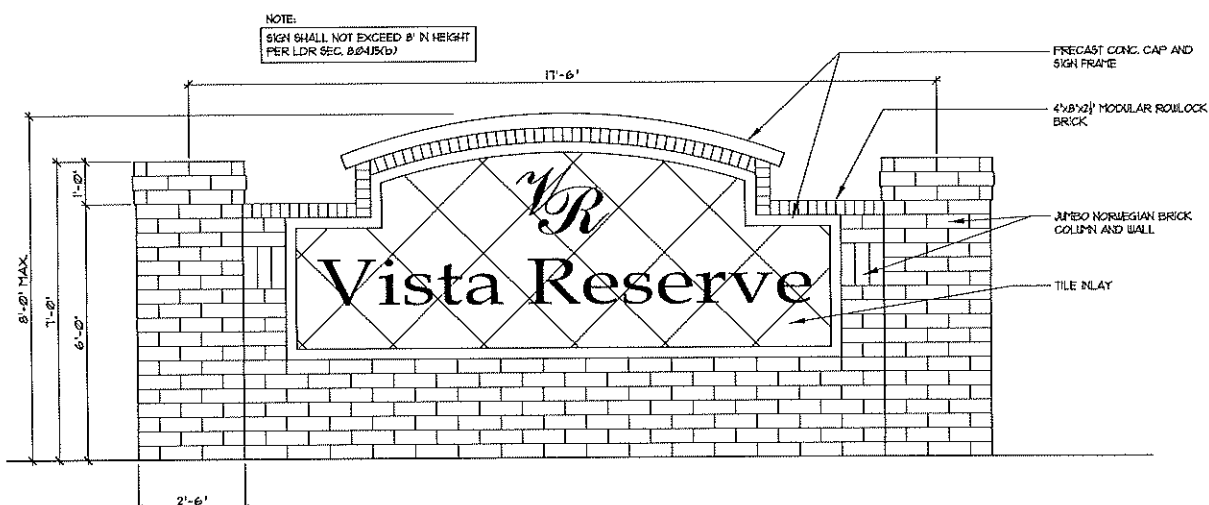 NOTE:
SIGN SHALL NOT EXCEED 8' IN HEIGHT
PER LDR SEC. 8.04.15(b)
17'-6'
PRECAST CONC. CAP AND
SIGN FRAME
4"x8"x2½" MODULAR ROWLOCK
BRICK
JUMBO NORWEGIAN BRICK
COLUMN AND WALL
TILE INLAY
8'-0" MAX.
7'-0"
1'-0"
6'-0"
VR
Vista Reserve
2'-6'